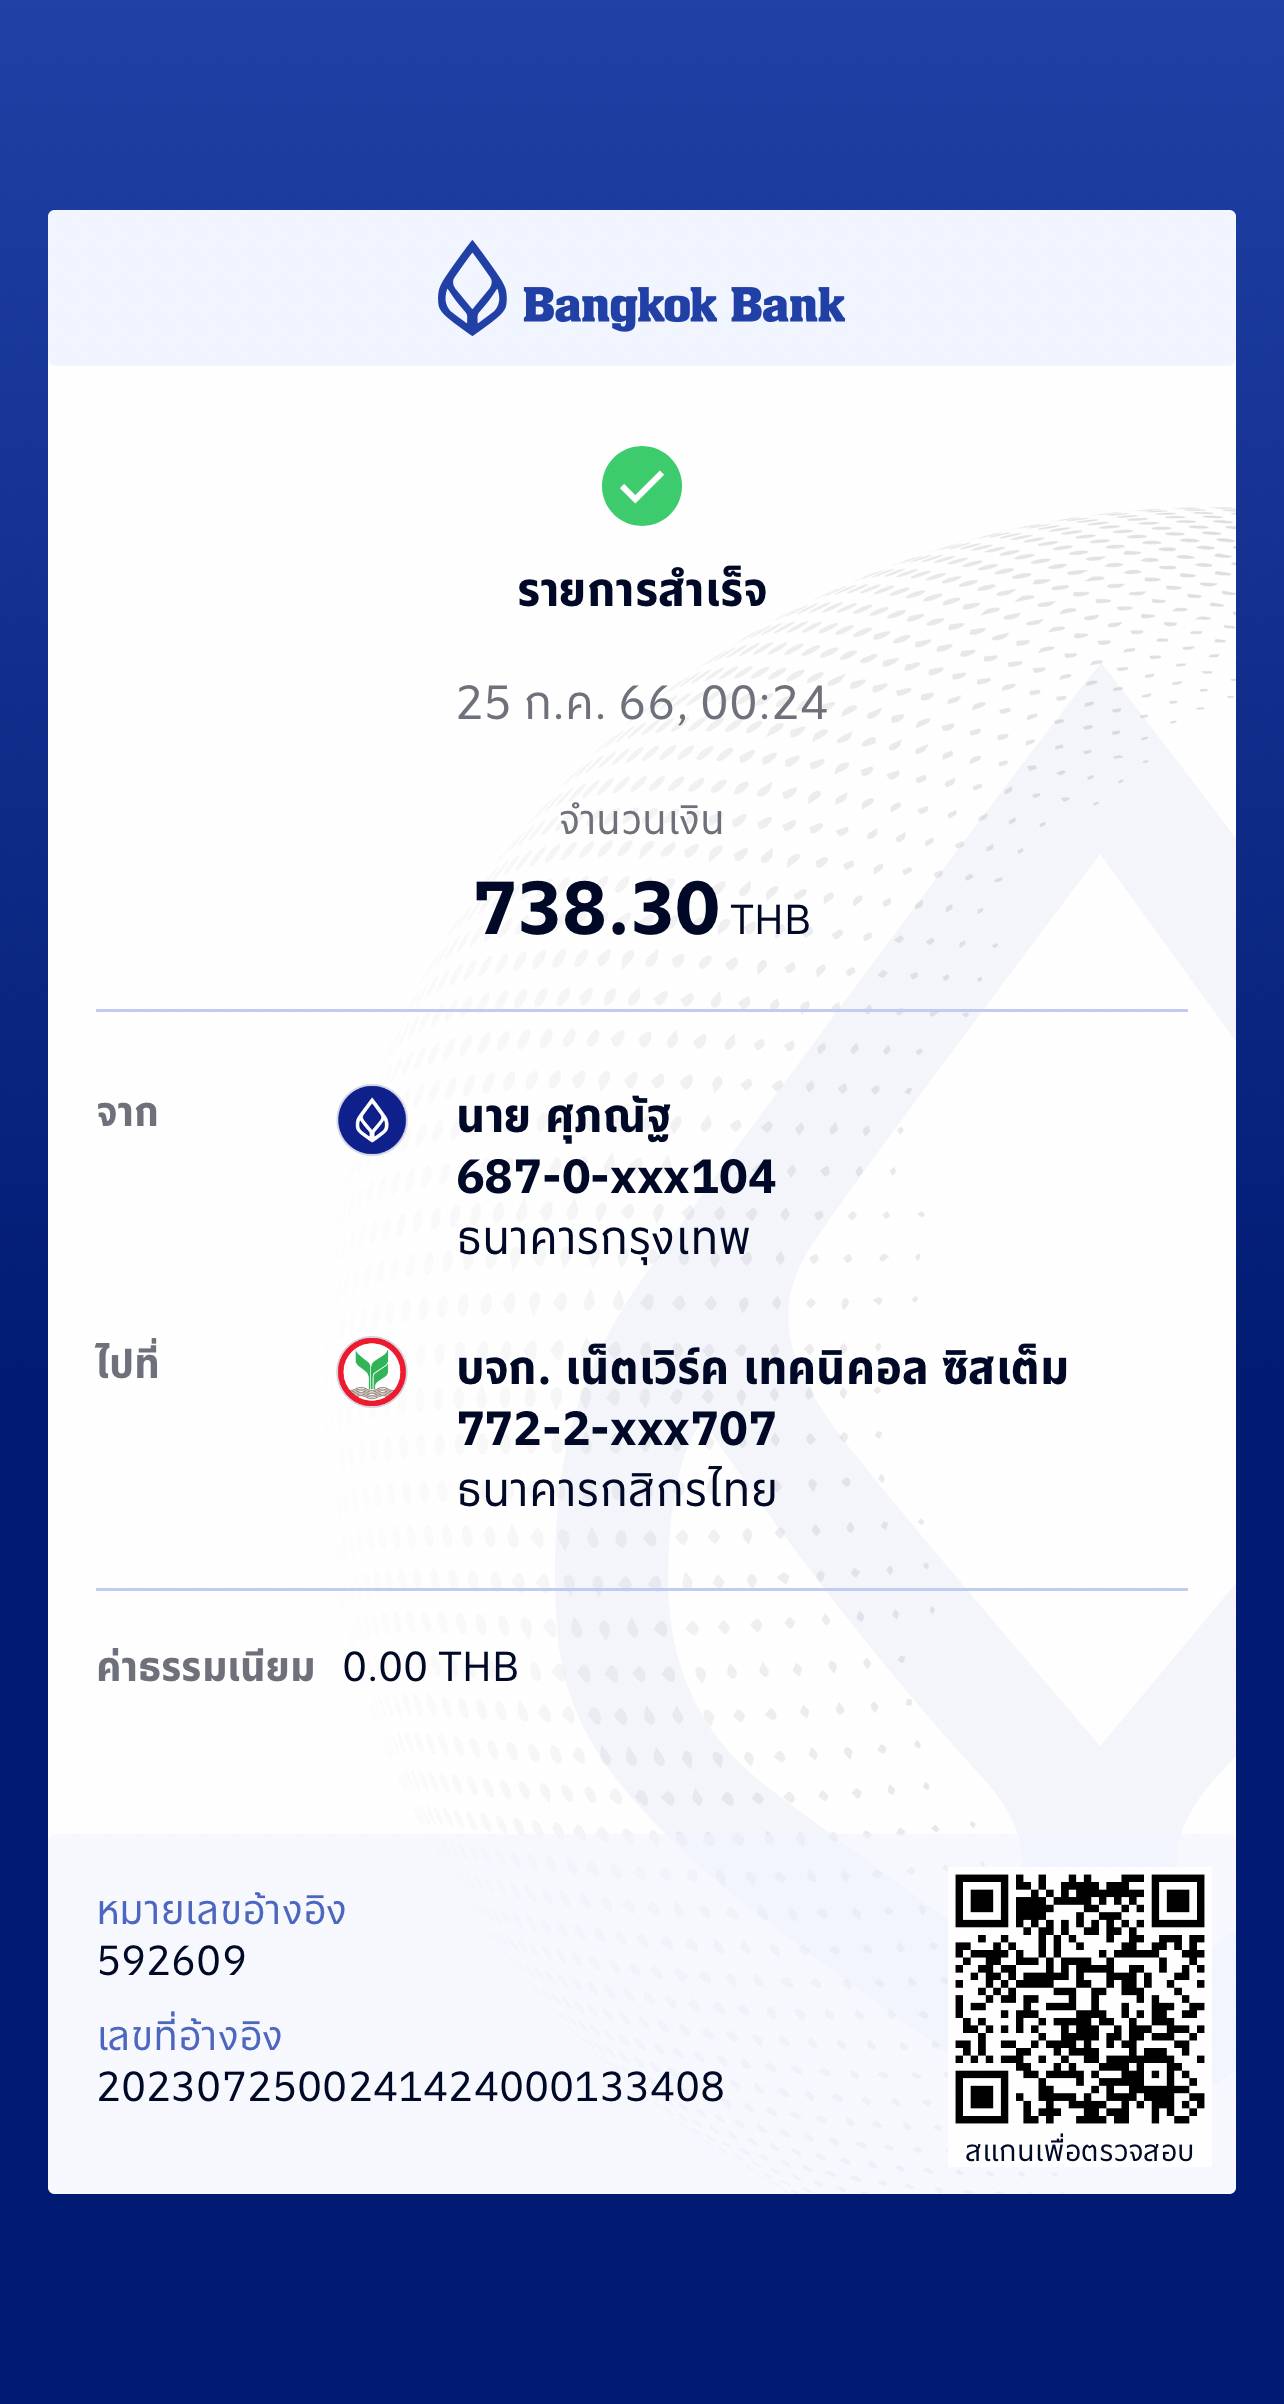 Bangkok Bank
รายการสำเร็จ
25 ก.ค. 66, 00:24
จำนวนเงิน
738.30 THB
จาก
นาย ศุภณัฐ
687-0-xxx104
ธนาคารกรุงเทพ
ไปที่
บจก. เน็ตเวิร์ค เทคนิคอล ซิสเต็ม
772-2-xxx707
ธนาคารกสิกรไทย
ค่าธรรมเนียม 0.00 THB
หมายเลขอ้างอิง
592609
เลขที่อ้างอิง
2023072500241424000133408
สแกนเพื่อตรวจสอบ